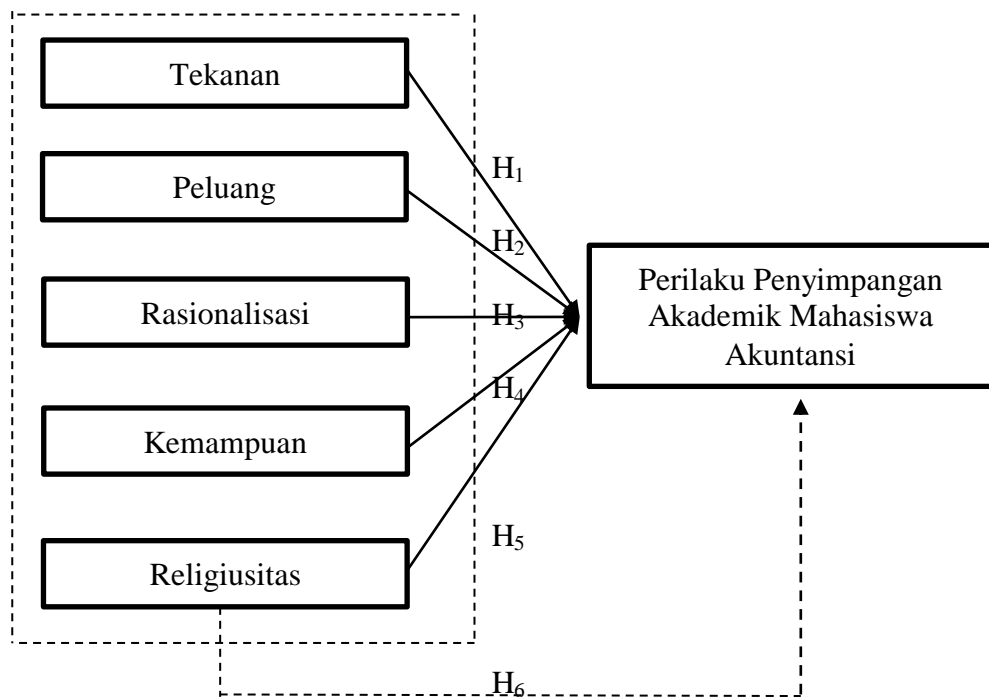 Tekanan
H1
Peluang
H2
Rasionalisasi
H3
Kemampuan
H4
Religiusitas
H5
Perilaku Penyimpangan
Akademik Mahasiswa
Akuntansi
H6